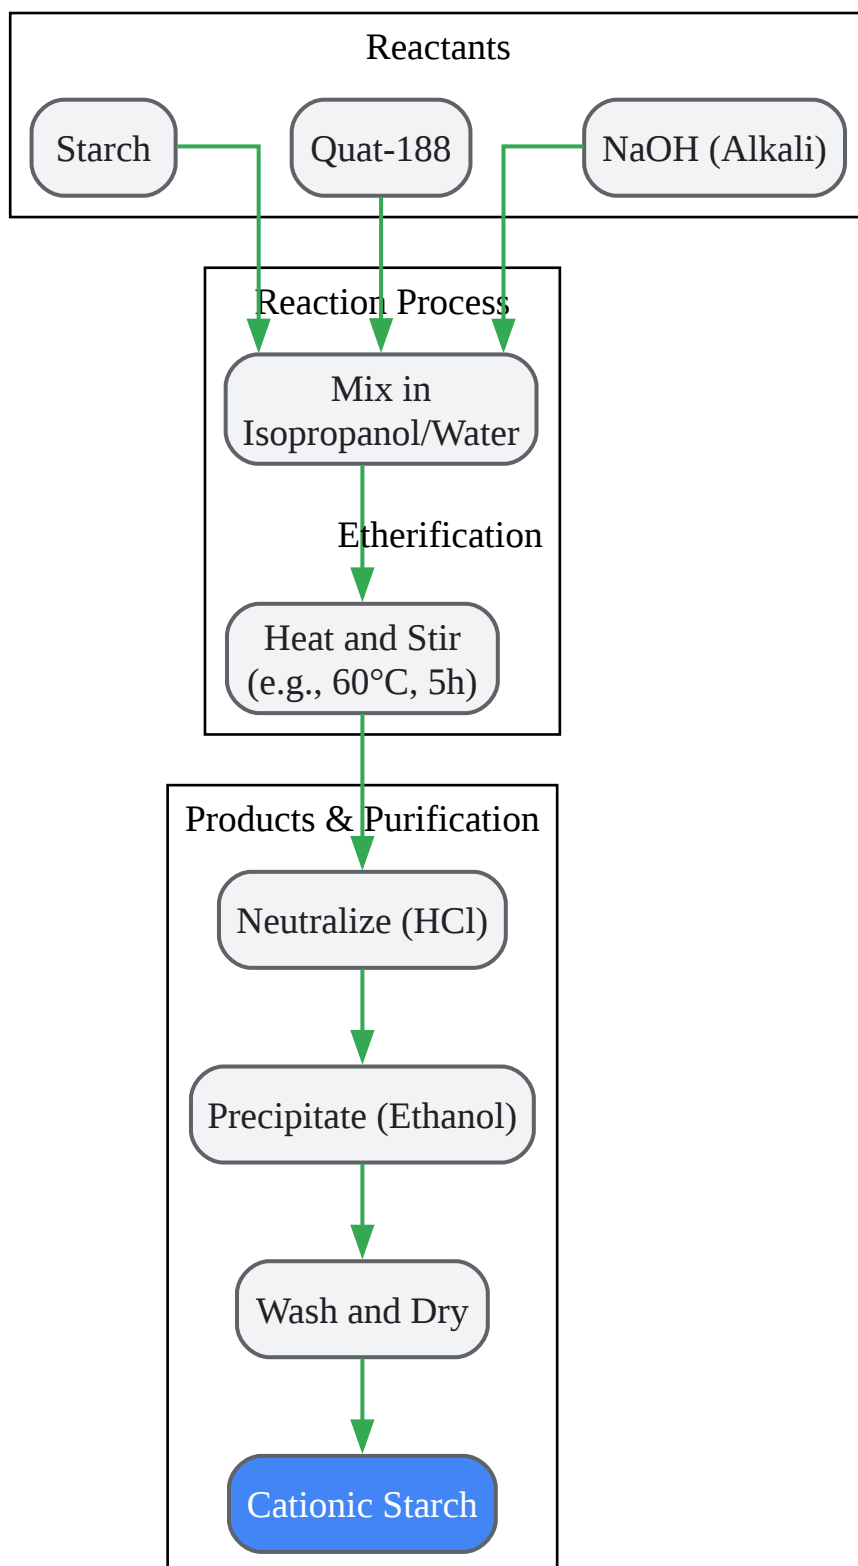 Reactants
Starch
Quat-188
NaOH (Alkali)
Reaction Process
Mix in
Isopropanol/Water
Etherification
Heat and Stir
(e.g., 60°C, 5h)
Products & Purification
Neutralize (HCl)
Precipitate (Ethanol)
Wash and Dry
Cationic Starch